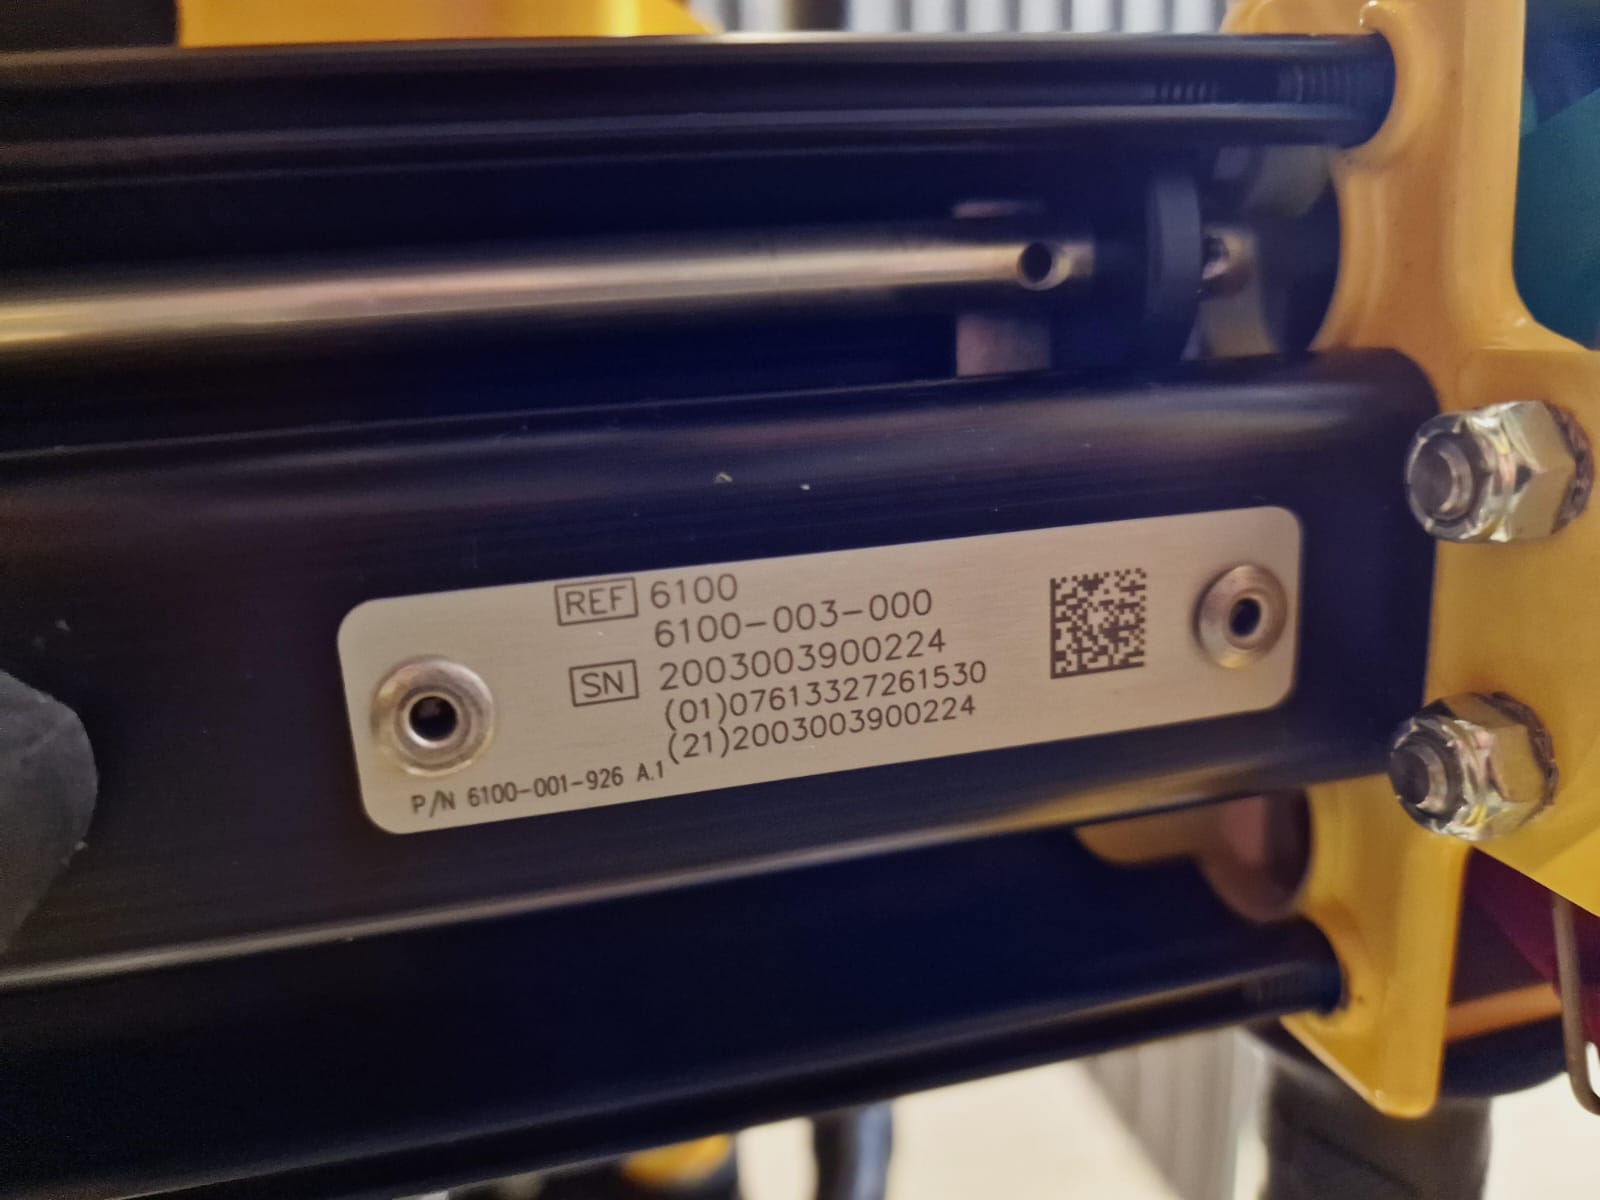 REF 6100
6100-003-000
SN 2003003900224
(01)07613327261530
(21)2003003900224
P/N 6100-001-926 A.1